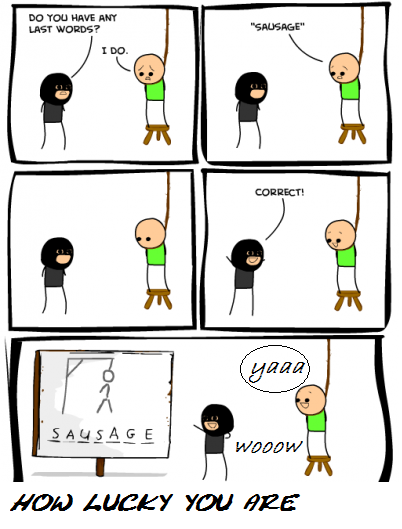 DO YOU HAVE ANY
LAST WORDS?
I DO.
"SAUSAGE"
CORRECT!
SAUSAGE
yaaa
WOOOW
HOW LUCKY YOU ARE